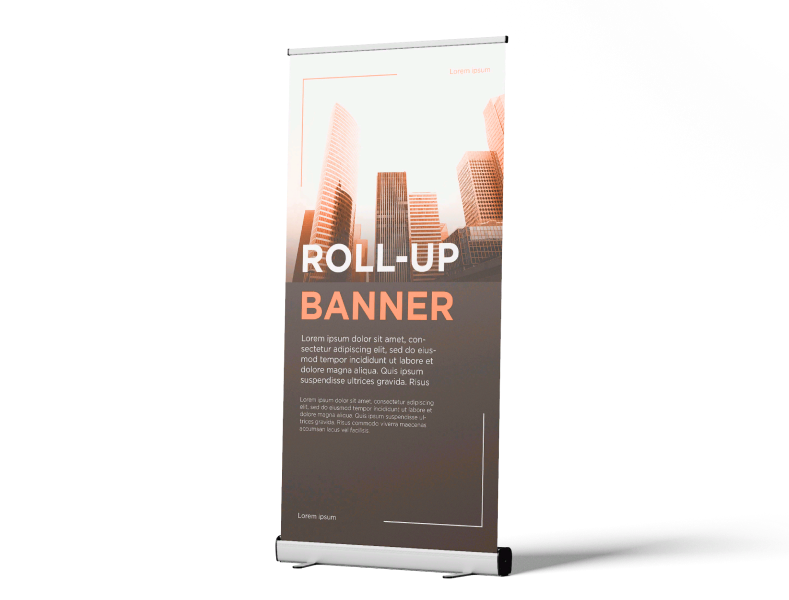 Lorem ipsum
ROLL-UP
BANNER
Lorem ipsum dolor sit amet, con-
sectetur adipiscing elit, sed do eius-
mod tempor incididunt ut labore et
dolore magna aliqua. Quis ipsum
suspendisse ultrices gravida. Risus
Lorem ipsum dolor sit amet, consectetur adipiscing elit,
sed do eiusmod tempor incididunt ut labore et
dolore magna aliqua. Quis ipsum suspendisse ul-
trices gravida. Risus commodo viverra maecenas
accumsan lacus vel facilisis.
Lorem ipsum